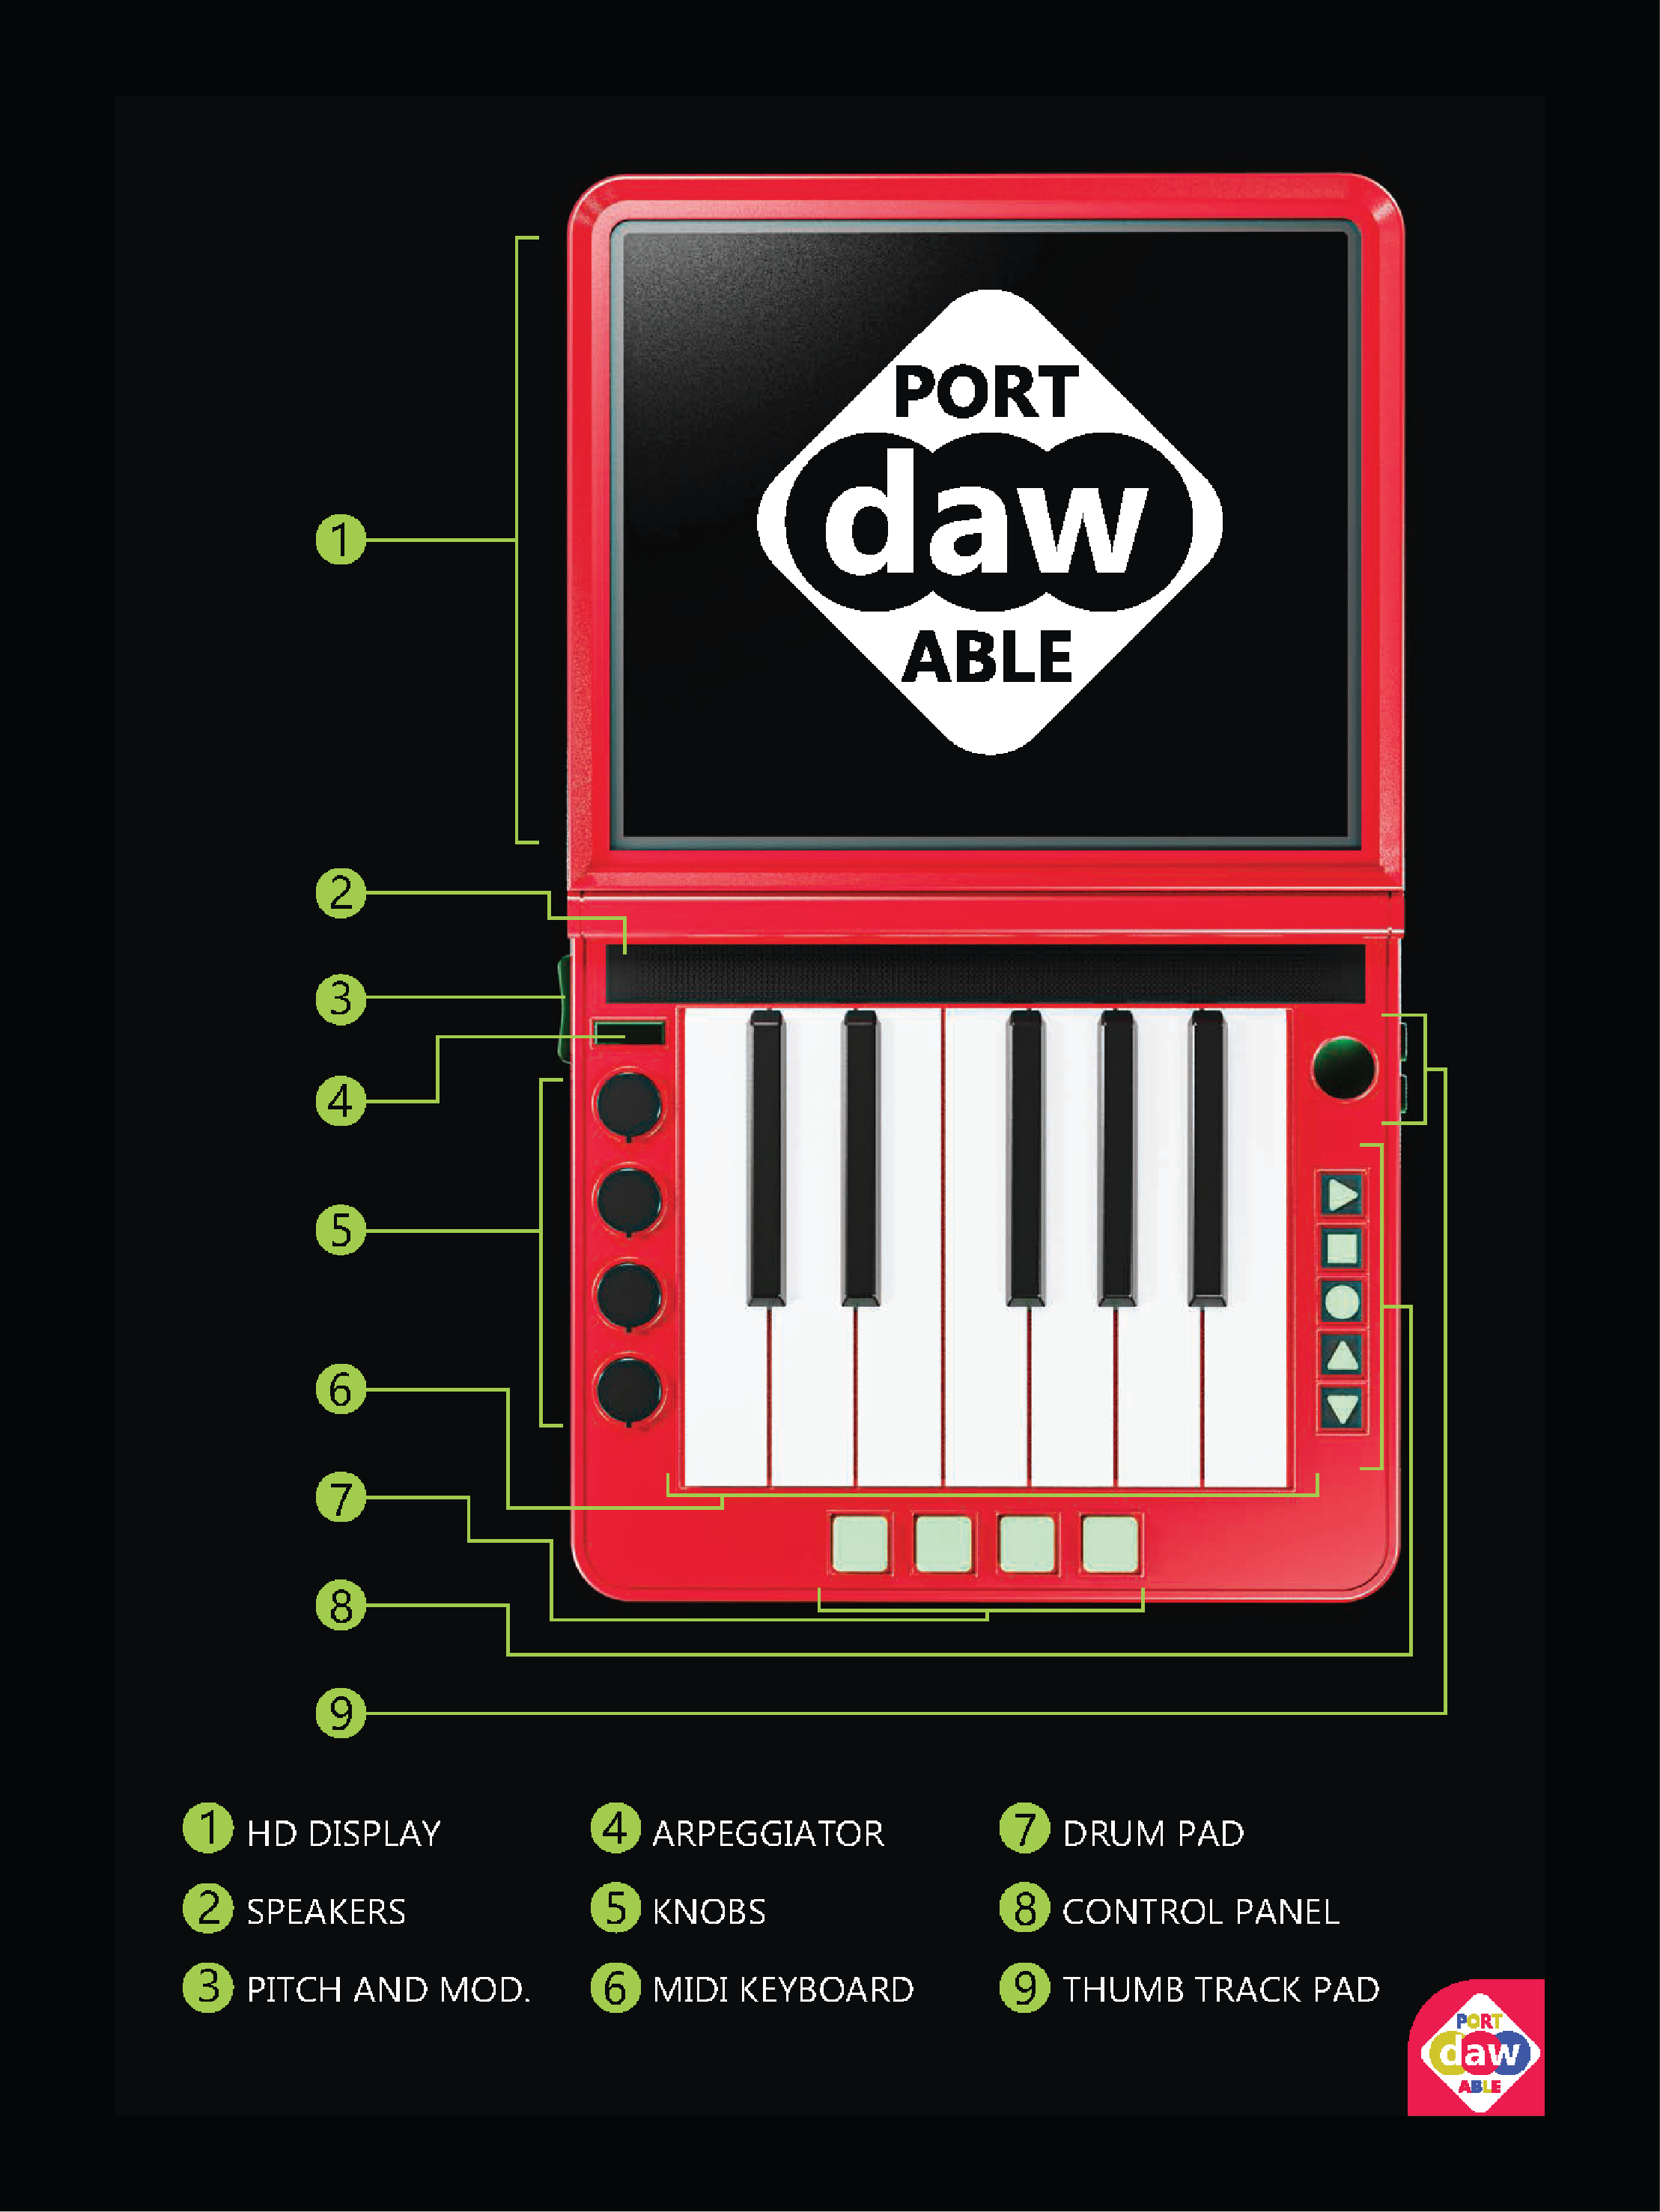 PORT
daw
ABLE
1
2
3
4
5
6
7
8
9
1 HD DISPLAY
2 SPEAKERS
3 PITCH AND MOD.
4 ARPEGGIATOR
5 KNOBS
6 MIDI KEYBOARD
7 DRUM PAD
8 CONTROL PANEL
9 THUMB TRACK PAD
PORT
daw
ABLE